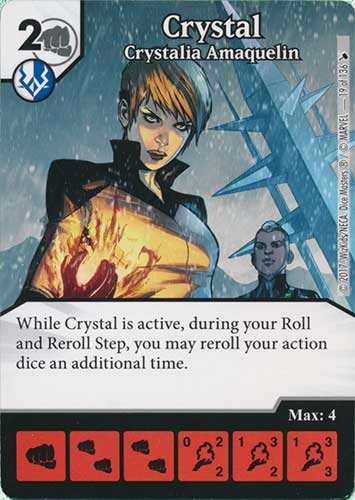 2
Crystal
Crystalia Amaquelin
© 2017 WizKids/NECA. Dice Masters ® / © MARVEL — 19 of 136
While Crystal is active, during your Roll
and Reroll Step, you may reroll your action
dice an additional time.
Max: 4
0 2 2
1 3 2
1 3 3